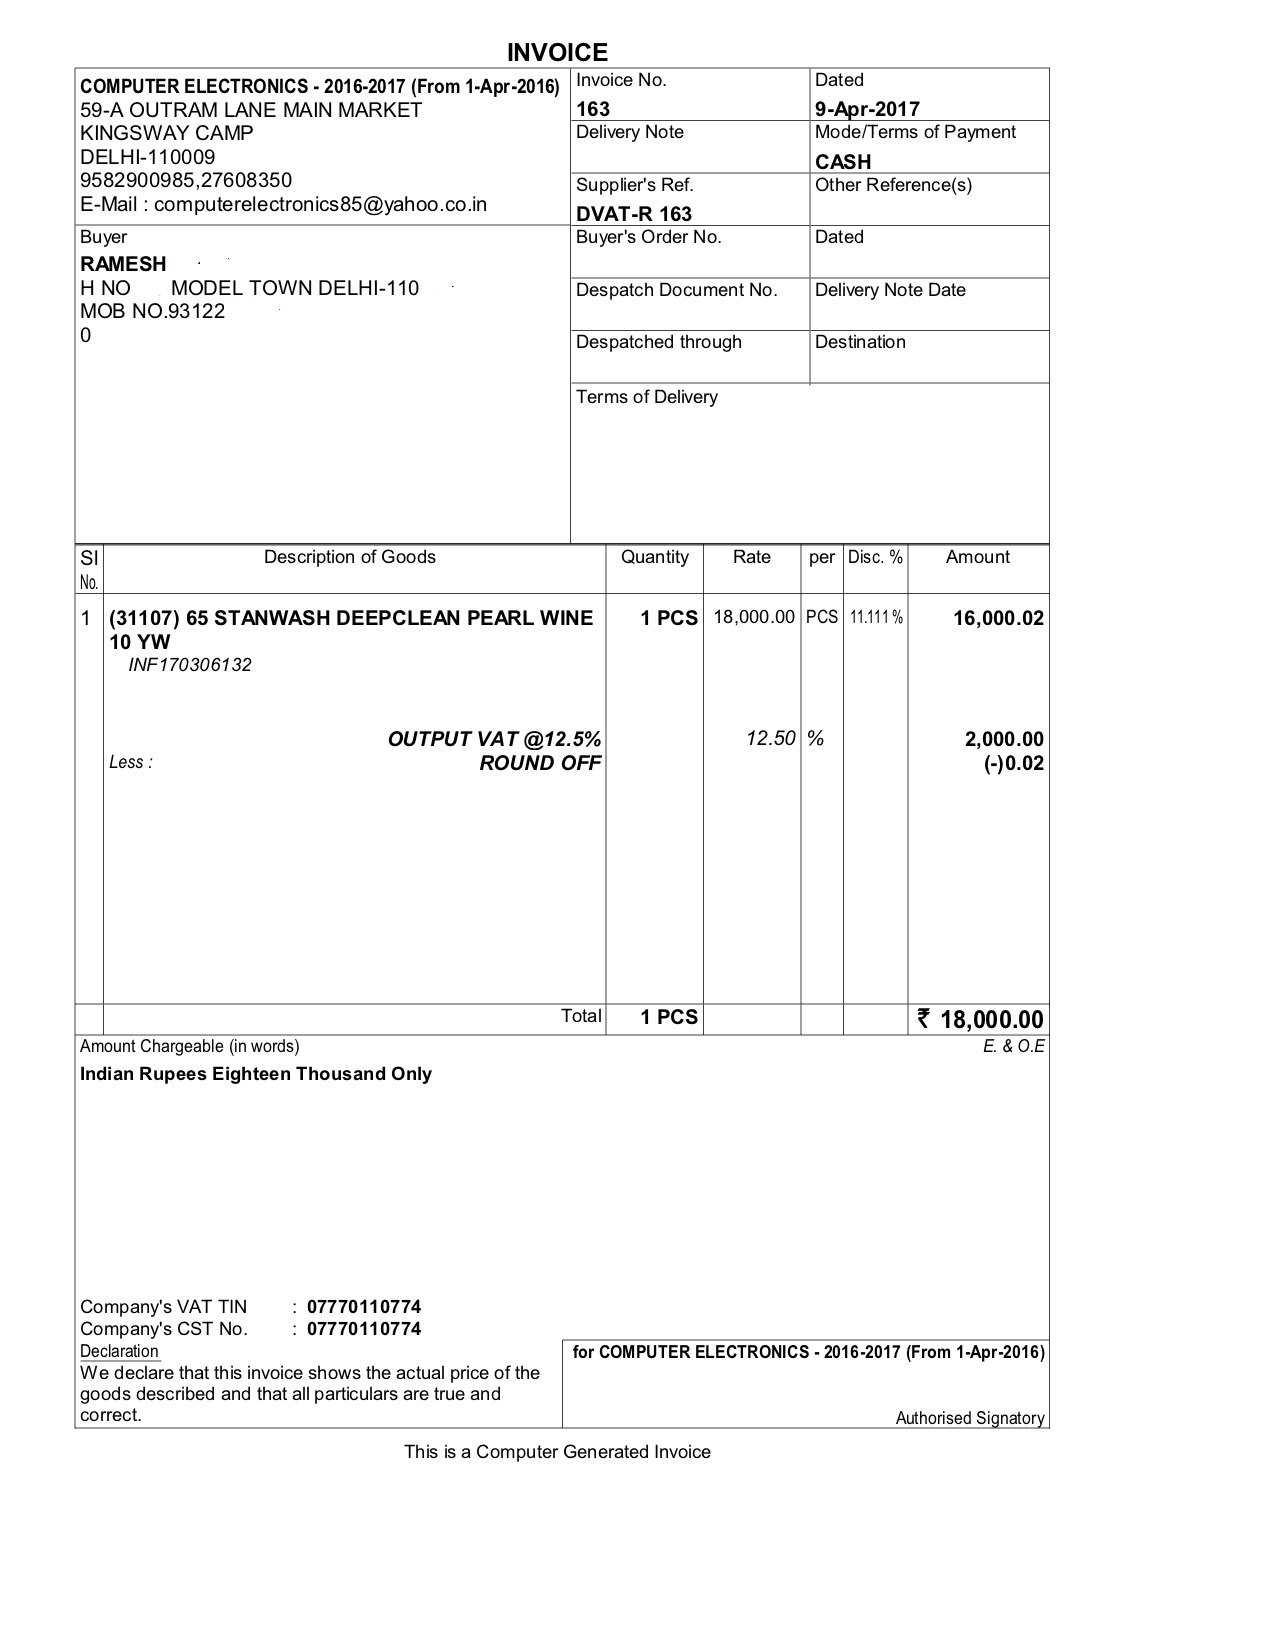 INVOICE
COMPUTER ELECTRONICS - 2016-2017 (From 1-Apr-2016)
59-A OUTRAM LANE MAIN MARKET
KINGSWAY CAMP
DELHI-110009
9582900985,27608350
E-Mail : computerelectronics85@yahoo.co.in
Invoice No.
163
Dated
9-Apr-2017
Delivery Note
Mode/Terms of Payment
CASH
Supplier's Ref.
DVAT-R 163
Other Reference(s)
Buyer
RAMESH
H NO MODEL TOWN DELHI-110
MOB NO.93122
0
Buyer's Order No.
Dated
Despatch Document No.
Delivery Note Date
Despatched through
Destination
Terms of Delivery
SI No. Description of Goods Quantity Rate per Disc. % Amount
1 (31107) 65 STANWASH DEEPCLEAN PEARL WINE 1 PCS 18,000.00 PCS 11.111 % 16,000.02
10 YW
INF170306132
OUTPUT VAT @12.5% 12.50 % 2,000.00
Less : ROUND OFF (-)0.02
Total 1 PCS ₹ 18,000.00
Amount Chargeable (in words) E. & O.E
Indian Rupees Eighteen Thousand Only
Company's VAT TIN : 07770110774
Company's CST No. : 07770110774
Declaration
We declare that this invoice shows the actual price of the
goods described and that all particulars are true and
correct.
for COMPUTER ELECTRONICS - 2016-2017 (From 1-Apr-2016)
Authorised Signatory
This is a Computer Generated Invoice